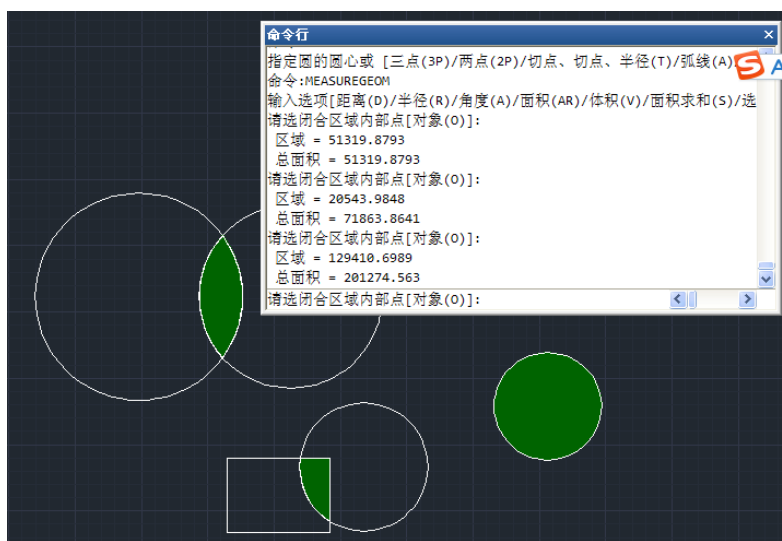 命令行
指定圆的圆心或 [三点(3P)/两点(2P)/切点、切点、半径(T)/弧线(A)
命令:MEASUREGEOM
输入选项[距离(D)/半径(R)/角度(A)/面积(AR)/体积(V)/面积求和(S)/选
请选闭合区域内部点[对象(O)]:
区域 = 51319.8793
总面积 = 51319.8793
请选闭合区域内部点[对象(O)]:
区域 = 20543.9848
总面积 = 71863.8641
请选闭合区域内部点[对象(O)]:
区域 = 129410.6989
总面积 = 201274.563
请选闭合区域内部点[对象(O)]: